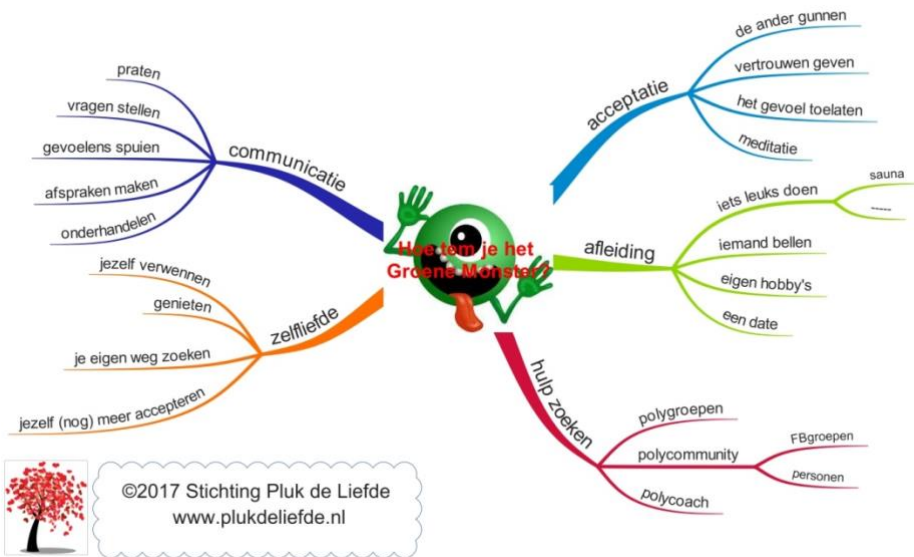 Hoe tem je het
Groene Monster?
communicatie
praten
vragen stellen
gevoelens spuien
afspraken maken
onderhandelen
zelfliefde
jezelf verwennen
genieten
je eigen weg zoeken
jezelf (nog) meer accepteren
acceptatie
de ander gunnen
vertrouwen geven
het gevoel toelaten
meditatie
afleiding
iets leuks doen
sauna
-----
iemand bellen
eigen hobby's
een date
hulp zoeken
polygroepen
polycommunity
FBgroepen
personen
polycoach
©2017 Stichting Pluk de Liefde
www.plukdeliefde.nl